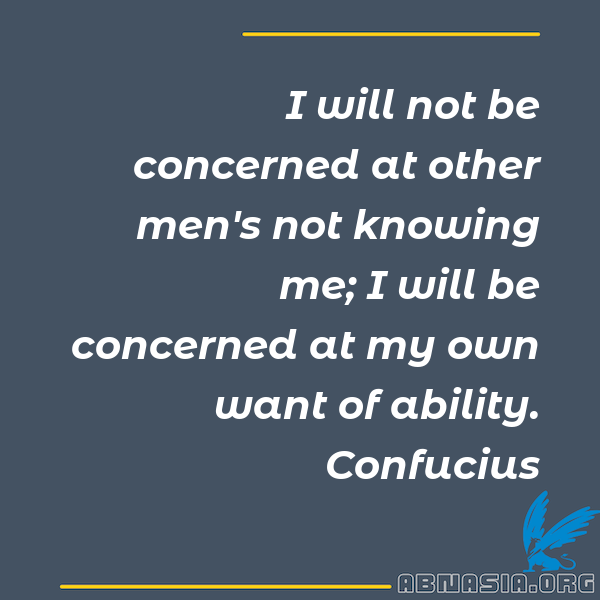 I will not be
concerned at other
men's not knowing
me; I will be
concerned at my own
want of ability.
Confucius
ABNASIA.ORG